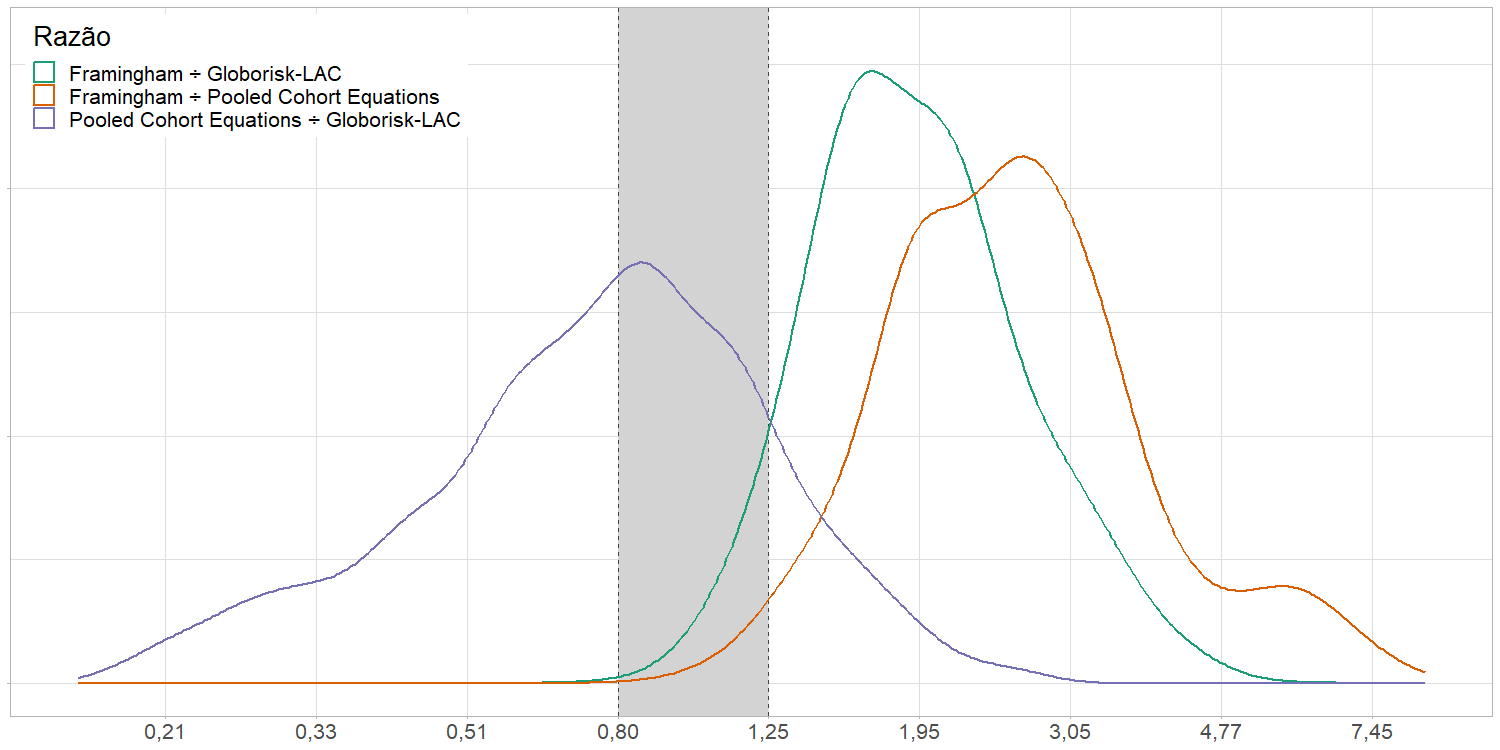 Razão
Framingham ÷ Globorisk-LAC
Framingham ÷ Pooled Cohort Equations
Pooled Cohort Equations ÷ Globorisk-LAC
0,21 0,33 0,51 0,80 1,25 1,95 3,05 4,77 7,45